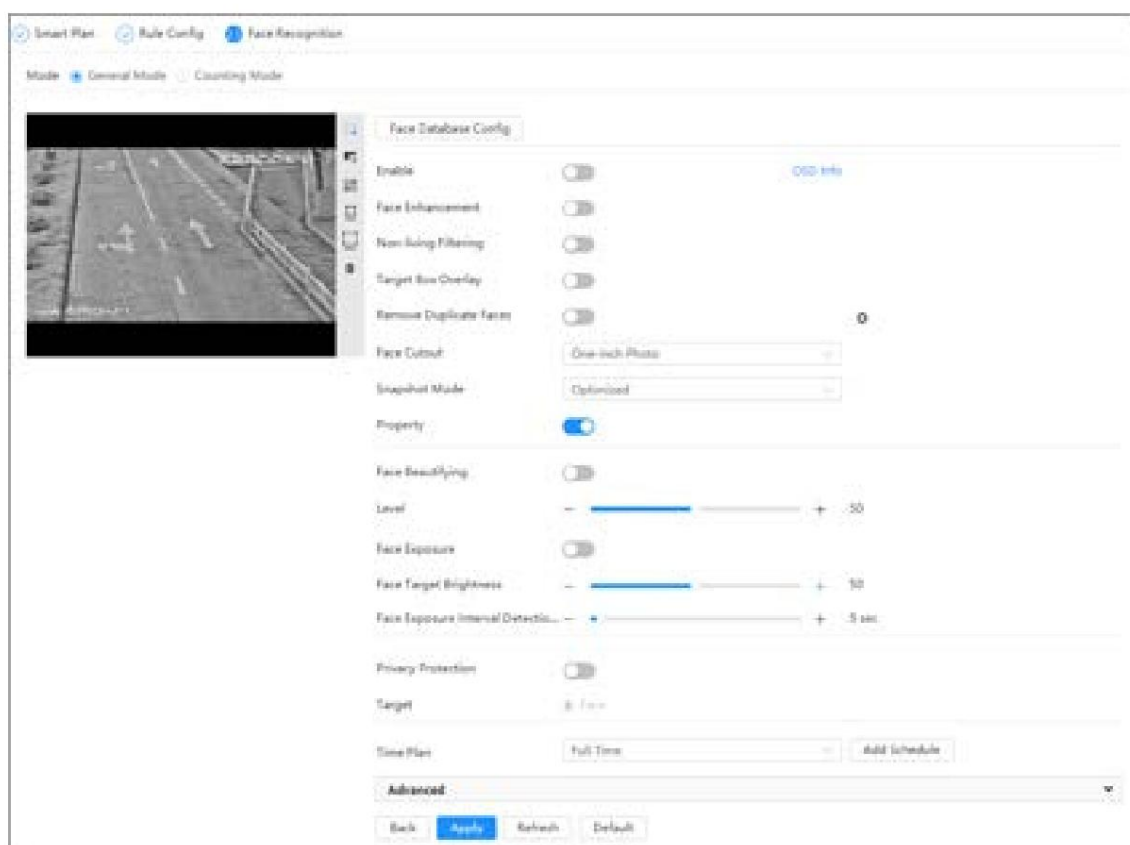 Smart Plan Rule Config Face Recognition
Mode General Mode Counting Mode
Face Database Config
Enable OSD Info
Face Enhancement
Non-living Filtering
Target Box Overlay
Remove Duplicate Faces
Face Cutout One-inch Photo
Snapshot Mode Optimized
Property
Face Beautifying
Level - + 50
Face Exposure
Face Target Brightness - + 50
Face Exposure Interval Detectio... - + 5 sec
Privacy Protection
Target Face
Time Plan Full Time Add Schedule
Advanced
Back Apply Refresh Default